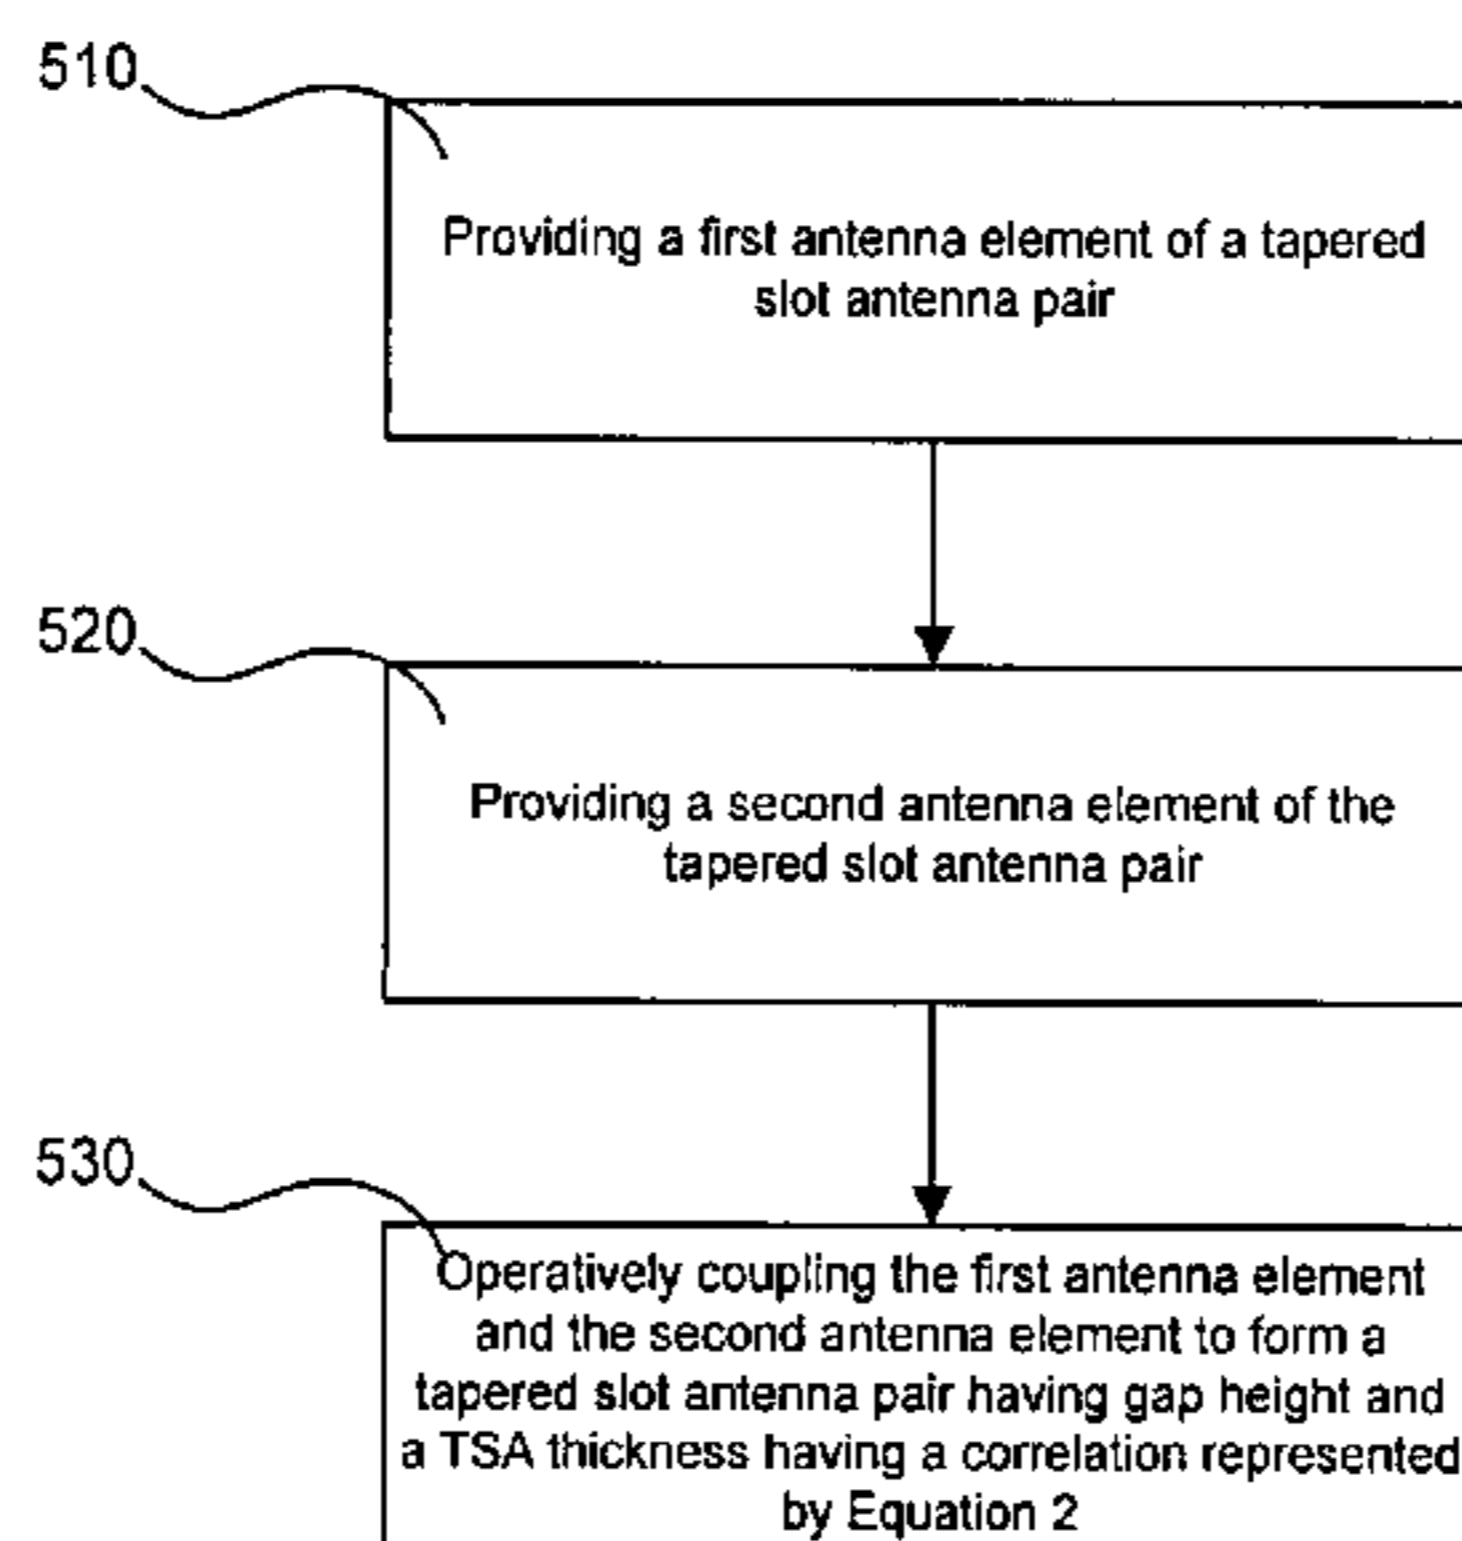 510
Providing a first antenna element of a tapered
slot antenna pair
520
Providing a second antenna element of the
tapered slot antenna pair
530
Operatively coupling the first antenna element
and the second antenna element to form a
tapered slot antenna pair having gap height and
a TSA thickness having a correlation represented
by Equation 2